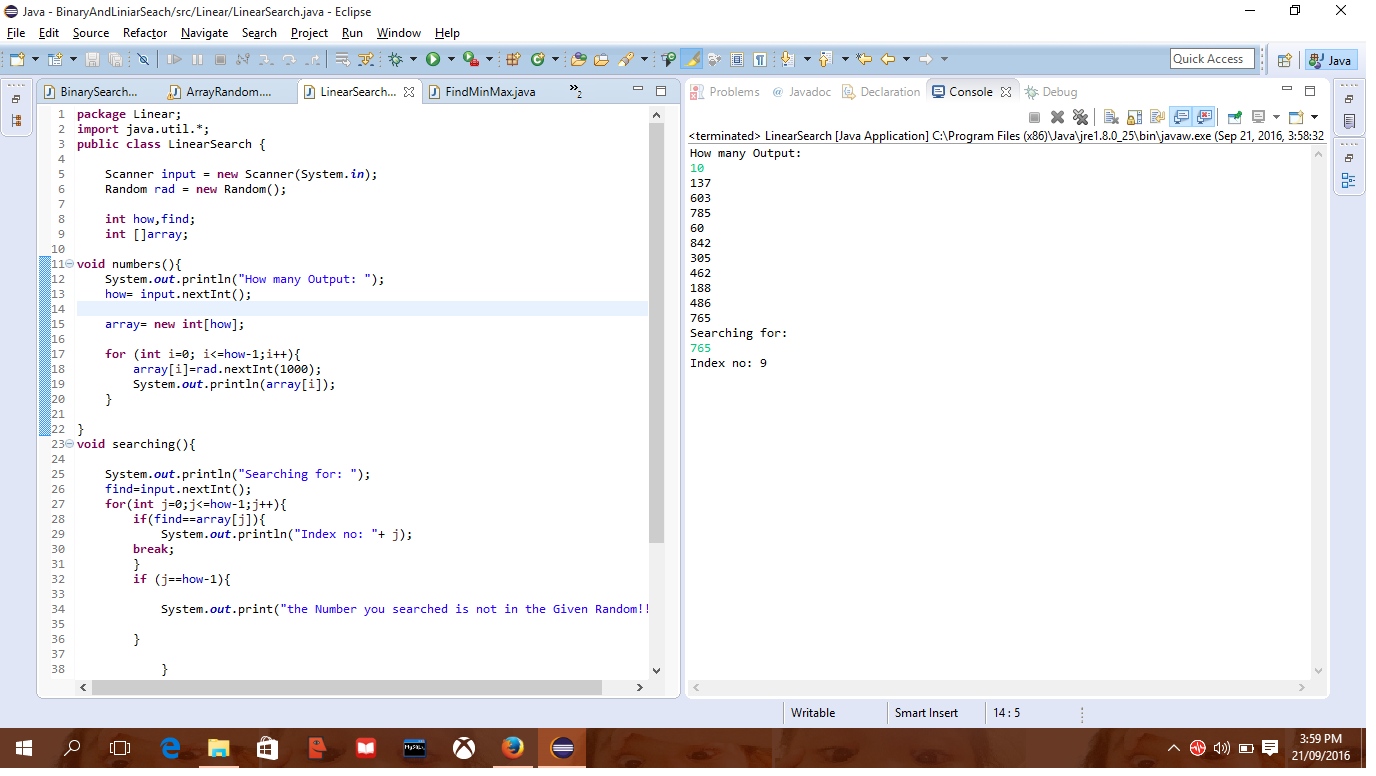 Java - BinaryAndLiniarSeach/src/Linear/LinearSearch.java - Eclipse
File Edit Source Refactor Navigate Search Project Run Window Help
Quick Access
Java
BinarySearch...
ArrayRandom....
LinearSearch...
FindMinMax.java
»2
1 package Linear;
2 import java.util.*;
3 public class LinearSearch {
4
5 Scanner input = new Scanner(System.in);
6 Random rad = new Random();
7
8 int how,find;
9 int []array;
10
11 void numbers(){
12 System.out.println("How many Output: ");
13 how= input.nextInt();
14
15 array= new int[how];
16
17 for (int i=0; i<=how-1;i++){
18 array[i]=rad.nextInt(1000);
19 System.out.println(array[i]);
20 }
21
22 }
23 void searching(){
24
25 System.out.println("Searching for: ");
26 find=input.nextInt();
27 for(int j=0;j<=how-1;j++){
28 if(find==array[j]){
29 System.out.println("Index no: "+ j);
30 break;
31 }
32 if (j==how-1){
33
34 System.out.print("the Number you searched is not in the Given Random!!
35
36 }
37
38 }
Problems Javadoc Declaration Console Debug
<terminated> LinearSearch [Java Application] C:\Program Files (x86)\Java\jre1.8.0_25\bin\javaw.exe (Sep 21, 2016, 3:58:32
How many Output:
10
137
603
785
60
842
305
462
188
486
765
Searching for:
765
Index no: 9
Writable
Smart Insert
14 : 5
MySQL
3:59 PM
21/09/2016